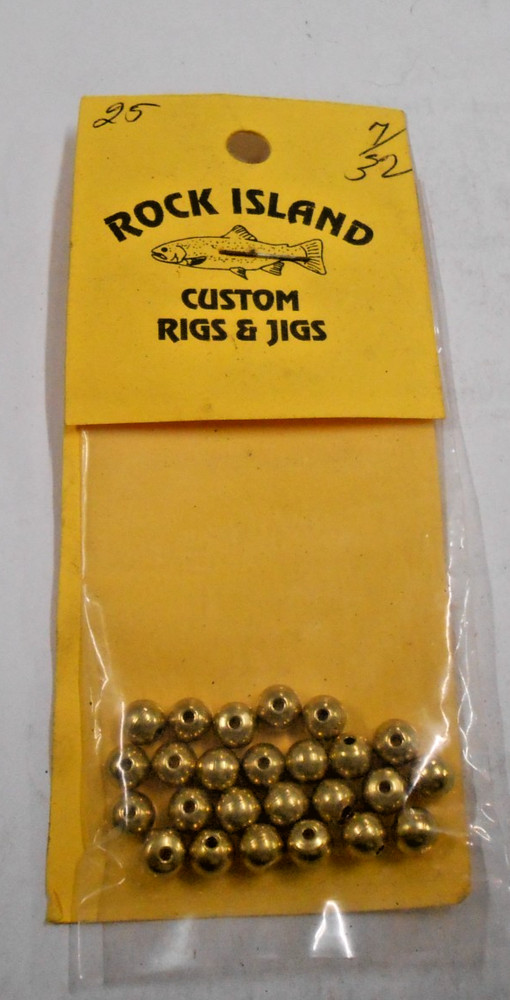 25
7/32
ROCK ISLAND
CUSTOM
RIGS & JIGS